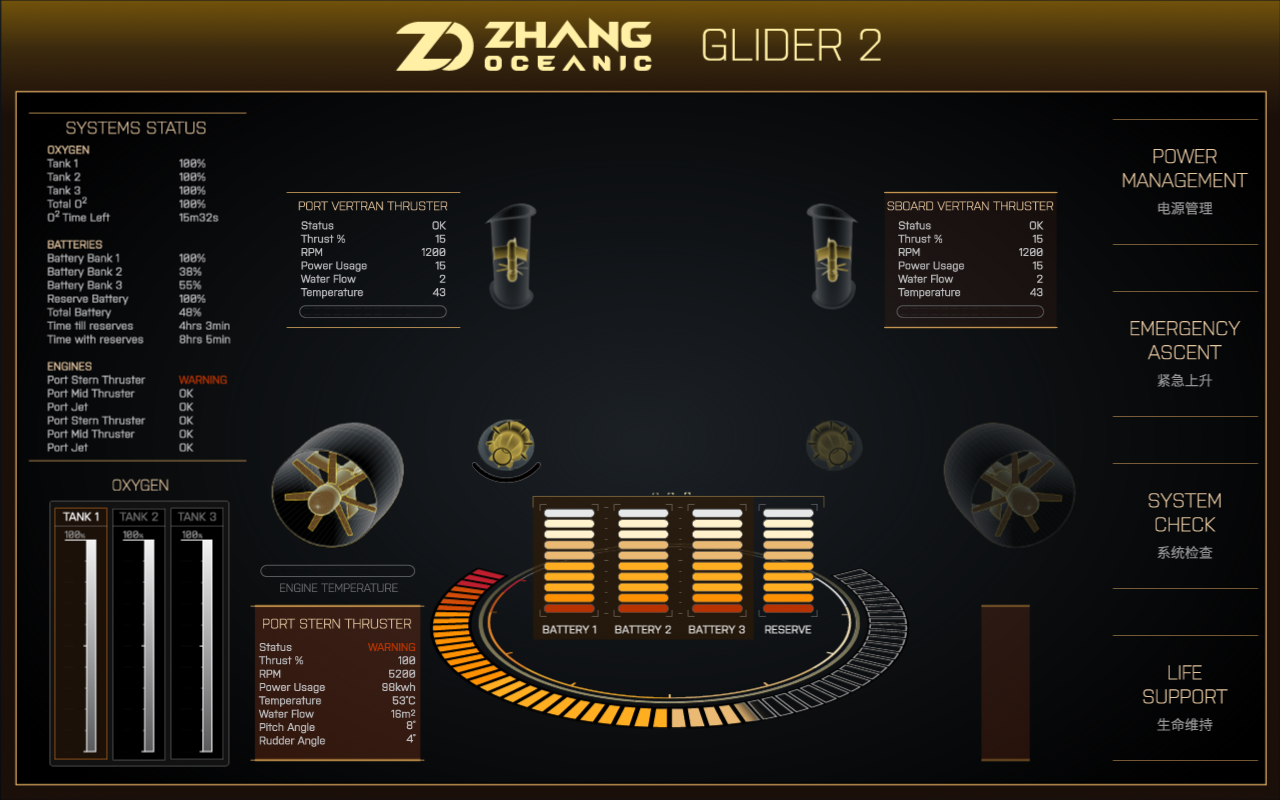 ZHANG
OCEANIC
GLIDER 2
SYSTEMS STATUS
OXYGEN
Tank 1 100%
Tank 2 100%
Tank 3 100%
Total O² 100%
O² Time Left 15m32s
BATTERIES
Battery Bank 1 100%
Battery Bank 2 38%
Battery Bank 3 55%
Reserve Battery 100%
Total Battery 48%
Time till reserves 4hrs 3min
Time with reserves 8hrs 5min
ENGINES
Port Stern Thruster WARNING
Port Mid Thruster OK
Port Jet OK
Port Stern Thruster OK
Port Mid Thruster OK
Port Jet OK
OXYGEN
TANK 1 TANK 2 TANK 3
100% 100% 100%
PORT VERTRAN THRUSTER
Status OK
Thrust % 15
RPM 1200
Power Usage 15
Water Flow 2
Temperature 43
SBOARD VERTRAN THRUSTER
Status OK
Thrust % 15
RPM 1200
Power Usage 15
Water Flow 2
Temperature 43
ENGINE TEMPERATURE
PORT STERN THRUSTER
Status WARNING
Thrust % 100
RPM 5200
Power Usage 98kwh
Temperature 53°C
Water Flow 16m²
Pitch Angle 8°
Rudder Angle 4°
BATTERY 1 BATTERY 2 BATTERY 3 RESERVE
POWER
MANAGEMENT
电源管理
EMERGENCY
ASCENT
紧急上升
SYSTEM
CHECK
系统检查
LIFE
SUPPORT
生命维持